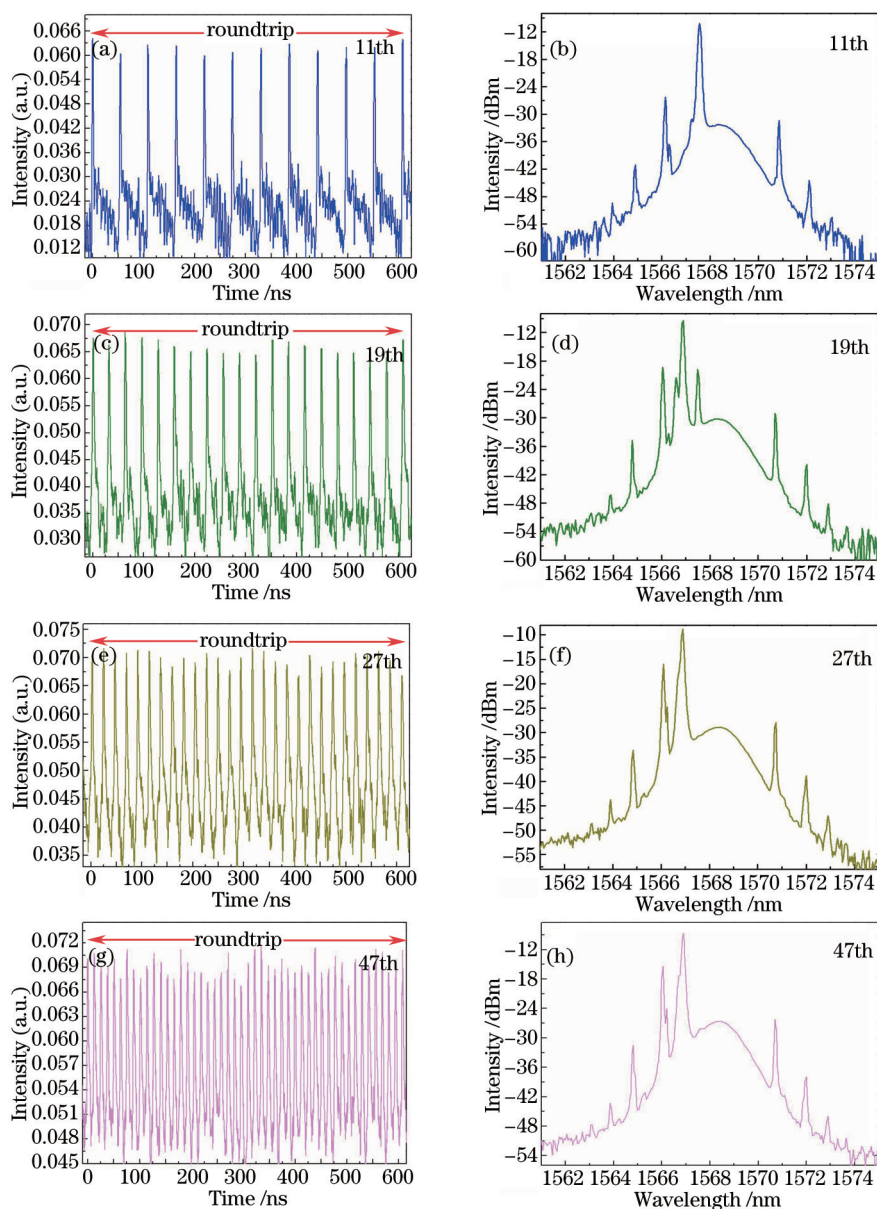 roundtrip
(a)
11th
0.066
0.060
0.054
0.048
0.042
0.036
0.030
0.024
0.018
0.012
Intensity (a.u.)
0 100 200 300 400 500 600
Time /ns
(b)
11th
−12
−18
−24
−30
−36
−42
−48
−54
−60
Intensity /dBm
1562 1564 1566 1568 1570 1572 1574
Wavelength /nm
roundtrip
(c)
19th
0.070
0.065
0.060
0.055
0.050
0.045
0.040
0.035
0.030
Intensity (a.u.)
0 100 200 300 400 500 600
Time /ns
(d)
19th
−12
−18
−24
−30
−36
−42
−48
−54
−60
Intensity /dBm
1562 1564 1566 1568 1570 1572 1574
Wavelength /nm
roundtrip
(e)
27th
0.075
0.070
0.065
0.060
0.055
0.050
0.045
0.040
0.035
Intensity (a.u.)
0 100 200 300 400 500 600
Time /ns
(f)
27th
−10
−15
−20
−25
−30
−35
−40
−45
−50
−55
Intensity /dBm
1562 1564 1566 1568 1570 1572 1574
Wavelength /nm
roundtrip
(g)
47th
0.072
0.069
0.066
0.063
0.060
0.057
0.054
0.051
0.048
0.045
Intensity (a.u.)
0 100 200 300 400 500 600
Time /ns
(h)
47th
−12
−18
−24
−30
−36
−42
−48
−54
Intensity /dBm
1562 1564 1566 1568 1570 1572 1574
Wavelength /nm